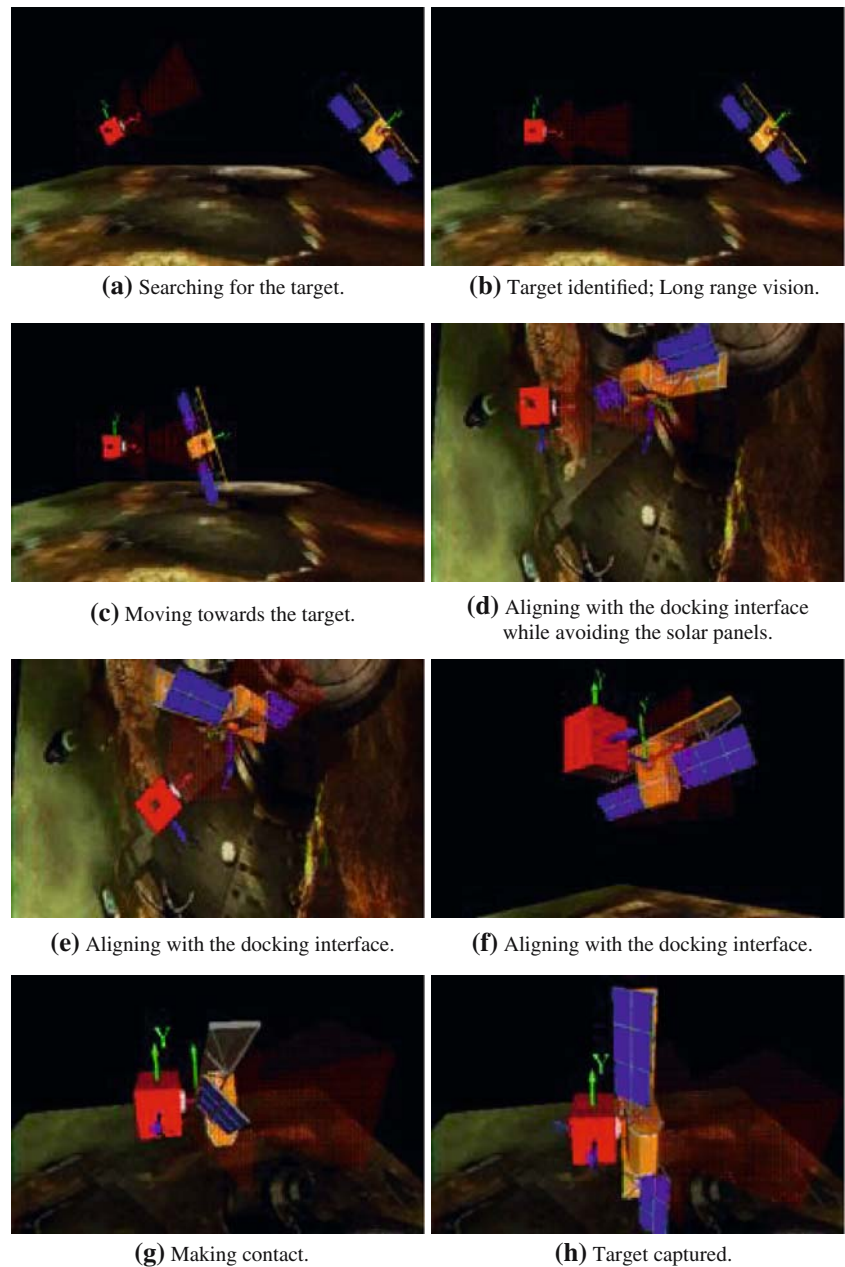 (a) Searching for the target.
(b) Target identified; Long range vision.
(c) Moving towards the target.
(d) Aligning with the docking interface
while avoiding the solar panels.
(e) Aligning with the docking interface.
(f) Aligning with the docking interface.
Y
(g) Making contact.
Y
(h) Target captured.